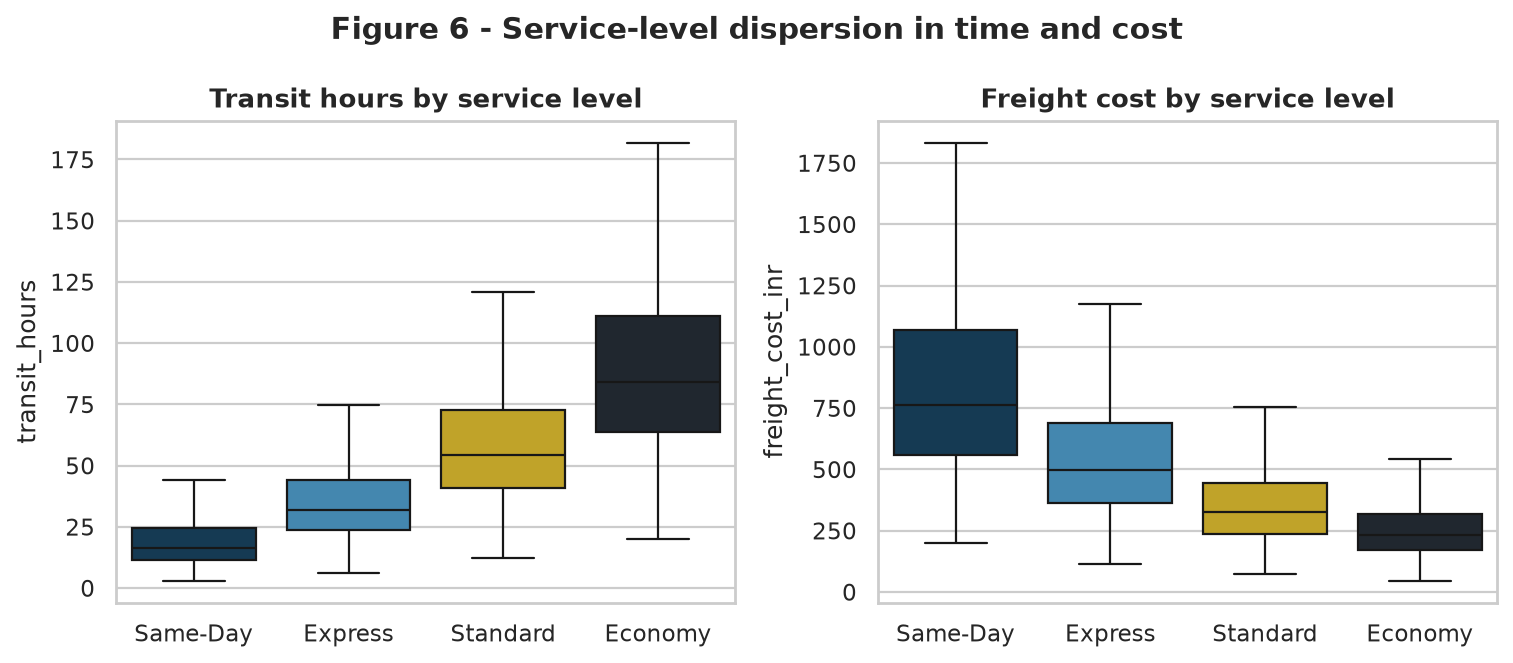 Figure 6 - Service-level dispersion in time and cost
Transit hours by service level
transit_hours
175
150
125
100
75
50
25
0
Same-Day Express Standard Economy
Freight cost by service level
freight_cost_inr
1750
1500
1250
1000
750
500
250
0
Same-Day Express Standard Economy